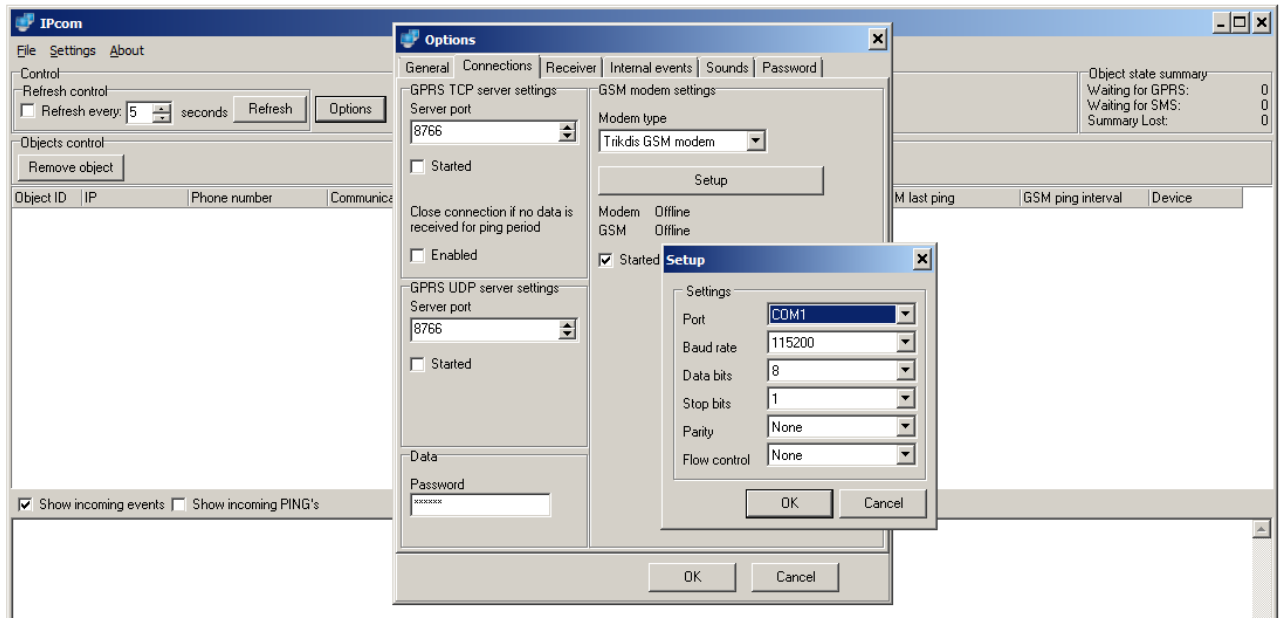 IPcom
File Settings About
Control
Refresh control
Refresh every: 5 seconds Refresh Options
Object state summary
Waiting for GPRS: 0
Waiting for SMS: 0
Summary Lost: 0
Objects control
Remove object
Object ID IP Phone number Communica M last ping GSM ping interval Device
Show incoming events Show incoming PING's
Options
General Connections Receiver Internal events Sounds Password
GPRS TCP server settings
Server port
8766
Started
Close connection if no data is
received for ping period
Enabled
GPRS UDP server settings
Server port
8766
Started
Data
Password
××××××
GSM modem settings
Modem type
Trikdis GSM modem
Setup
Modem Offline
GSM Offline
Started
OK Cancel
Setup
Settings
Port COM1
Baud rate 115200
Data bits 8
Stop bits 1
Parity None
Flow control None
OK Cancel